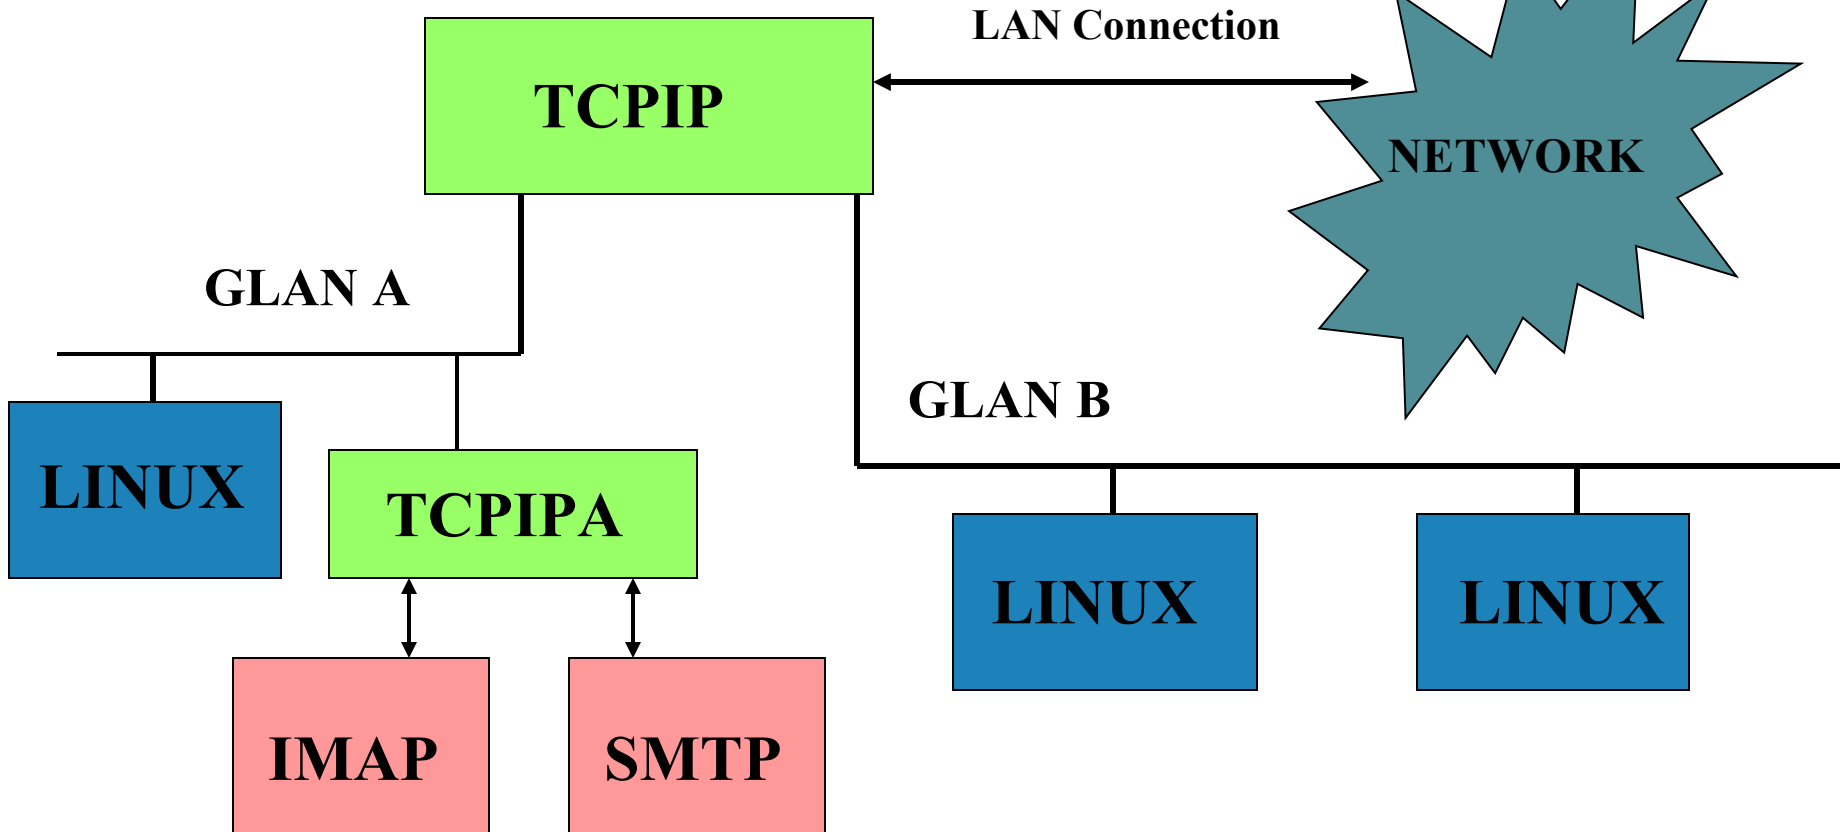 LAN Connection
TCPIP
NETWORK
GLAN A
GLAN B
LINUX
TCPIPA
LINUX
LINUX
IMAP
SMTP